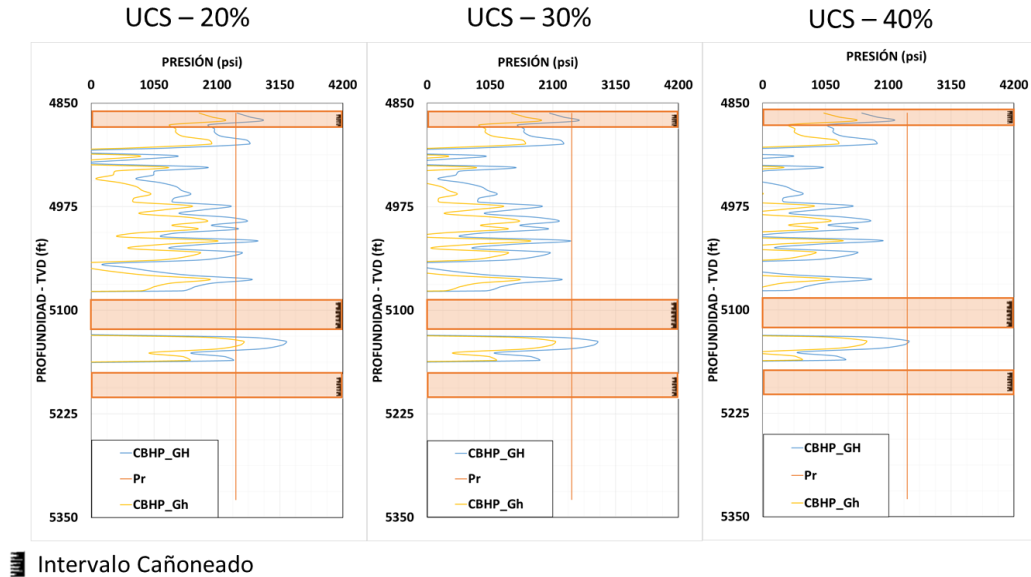 UCS – 20%
UCS – 30%
UCS – 40%
PRESIÓN (psi)
0 1050 2100 3150 4200
PROFUNDIDAD - TVD (ft)
4850
4975
5100
5225
5350
CBHP_GH
Pr
CBHP_Gh
PRESIÓN (psi)
0 1050 2100 3150 4200
PROFUNDIDAD - TVD (ft)
4850
4975
5100
5225
5350
CBHP_GH
Pr
CBHP_Gh
PRESIÓN (psi)
0 1050 2100 3150 4200
PROFUNDIDAD - TVD (ft)
4850
4975
5100
5225
5350
CBHP_GH
Pr
CBHP_Gh
Intervalo Cañoneado